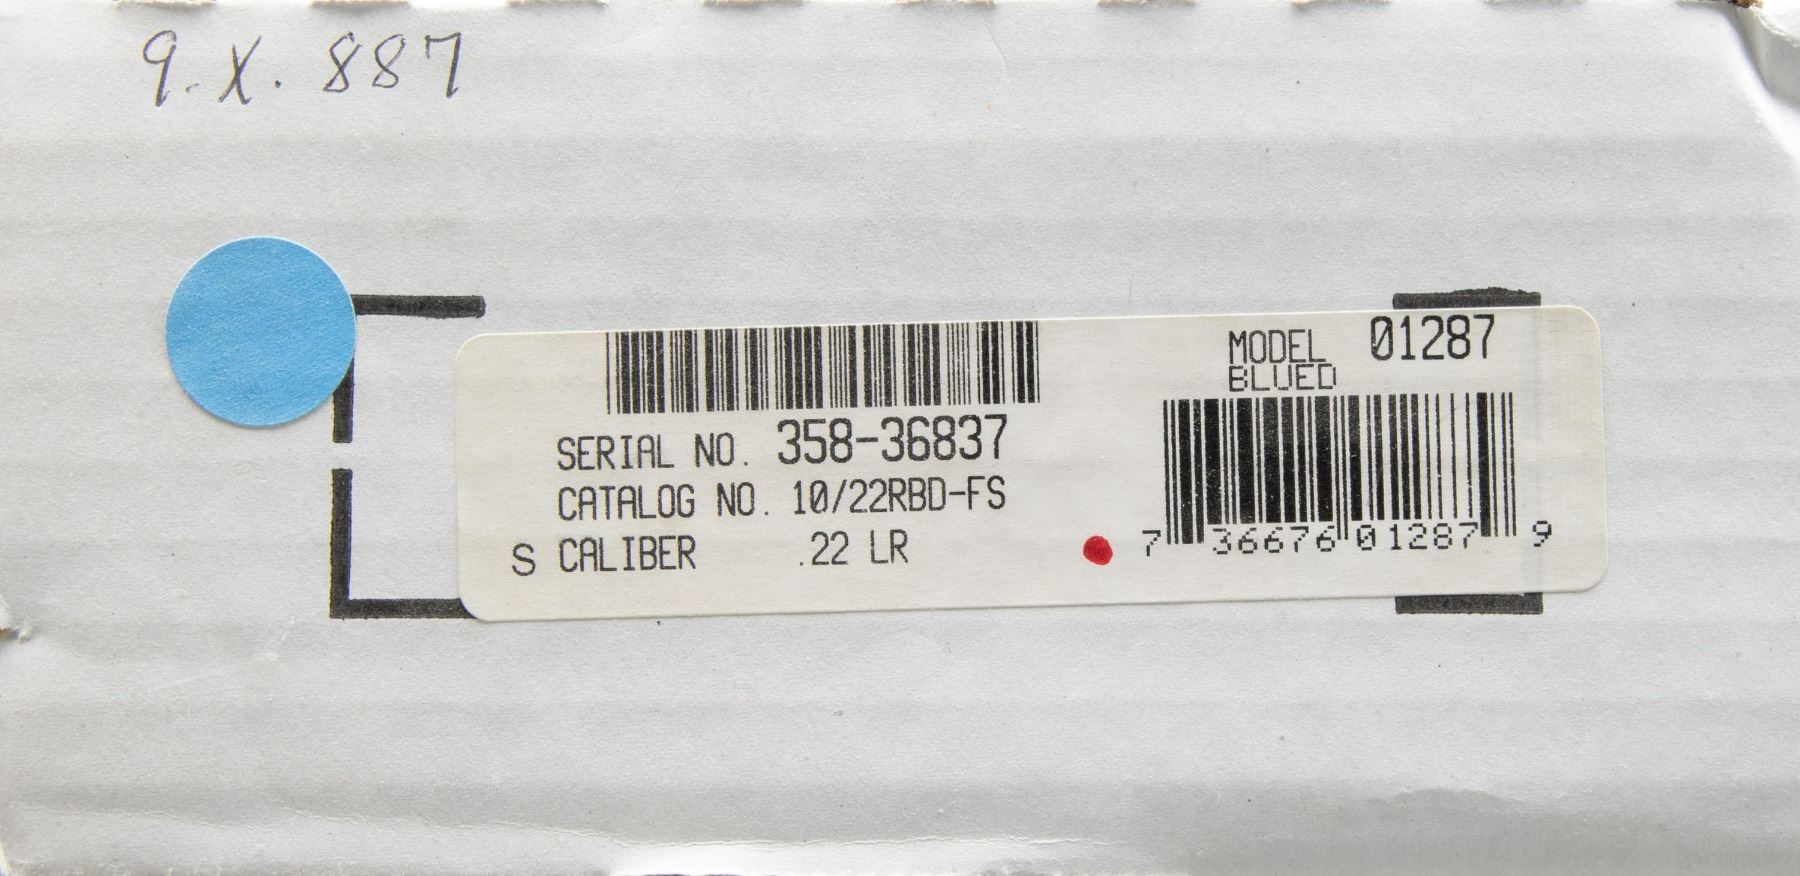 9.X.887
MODEL 01287
BLUED
SERIAL NO. 358-36837
CATALOG NO. 10/22RBD-FS
S CALIBER .22 LR
7 36676 01287 9